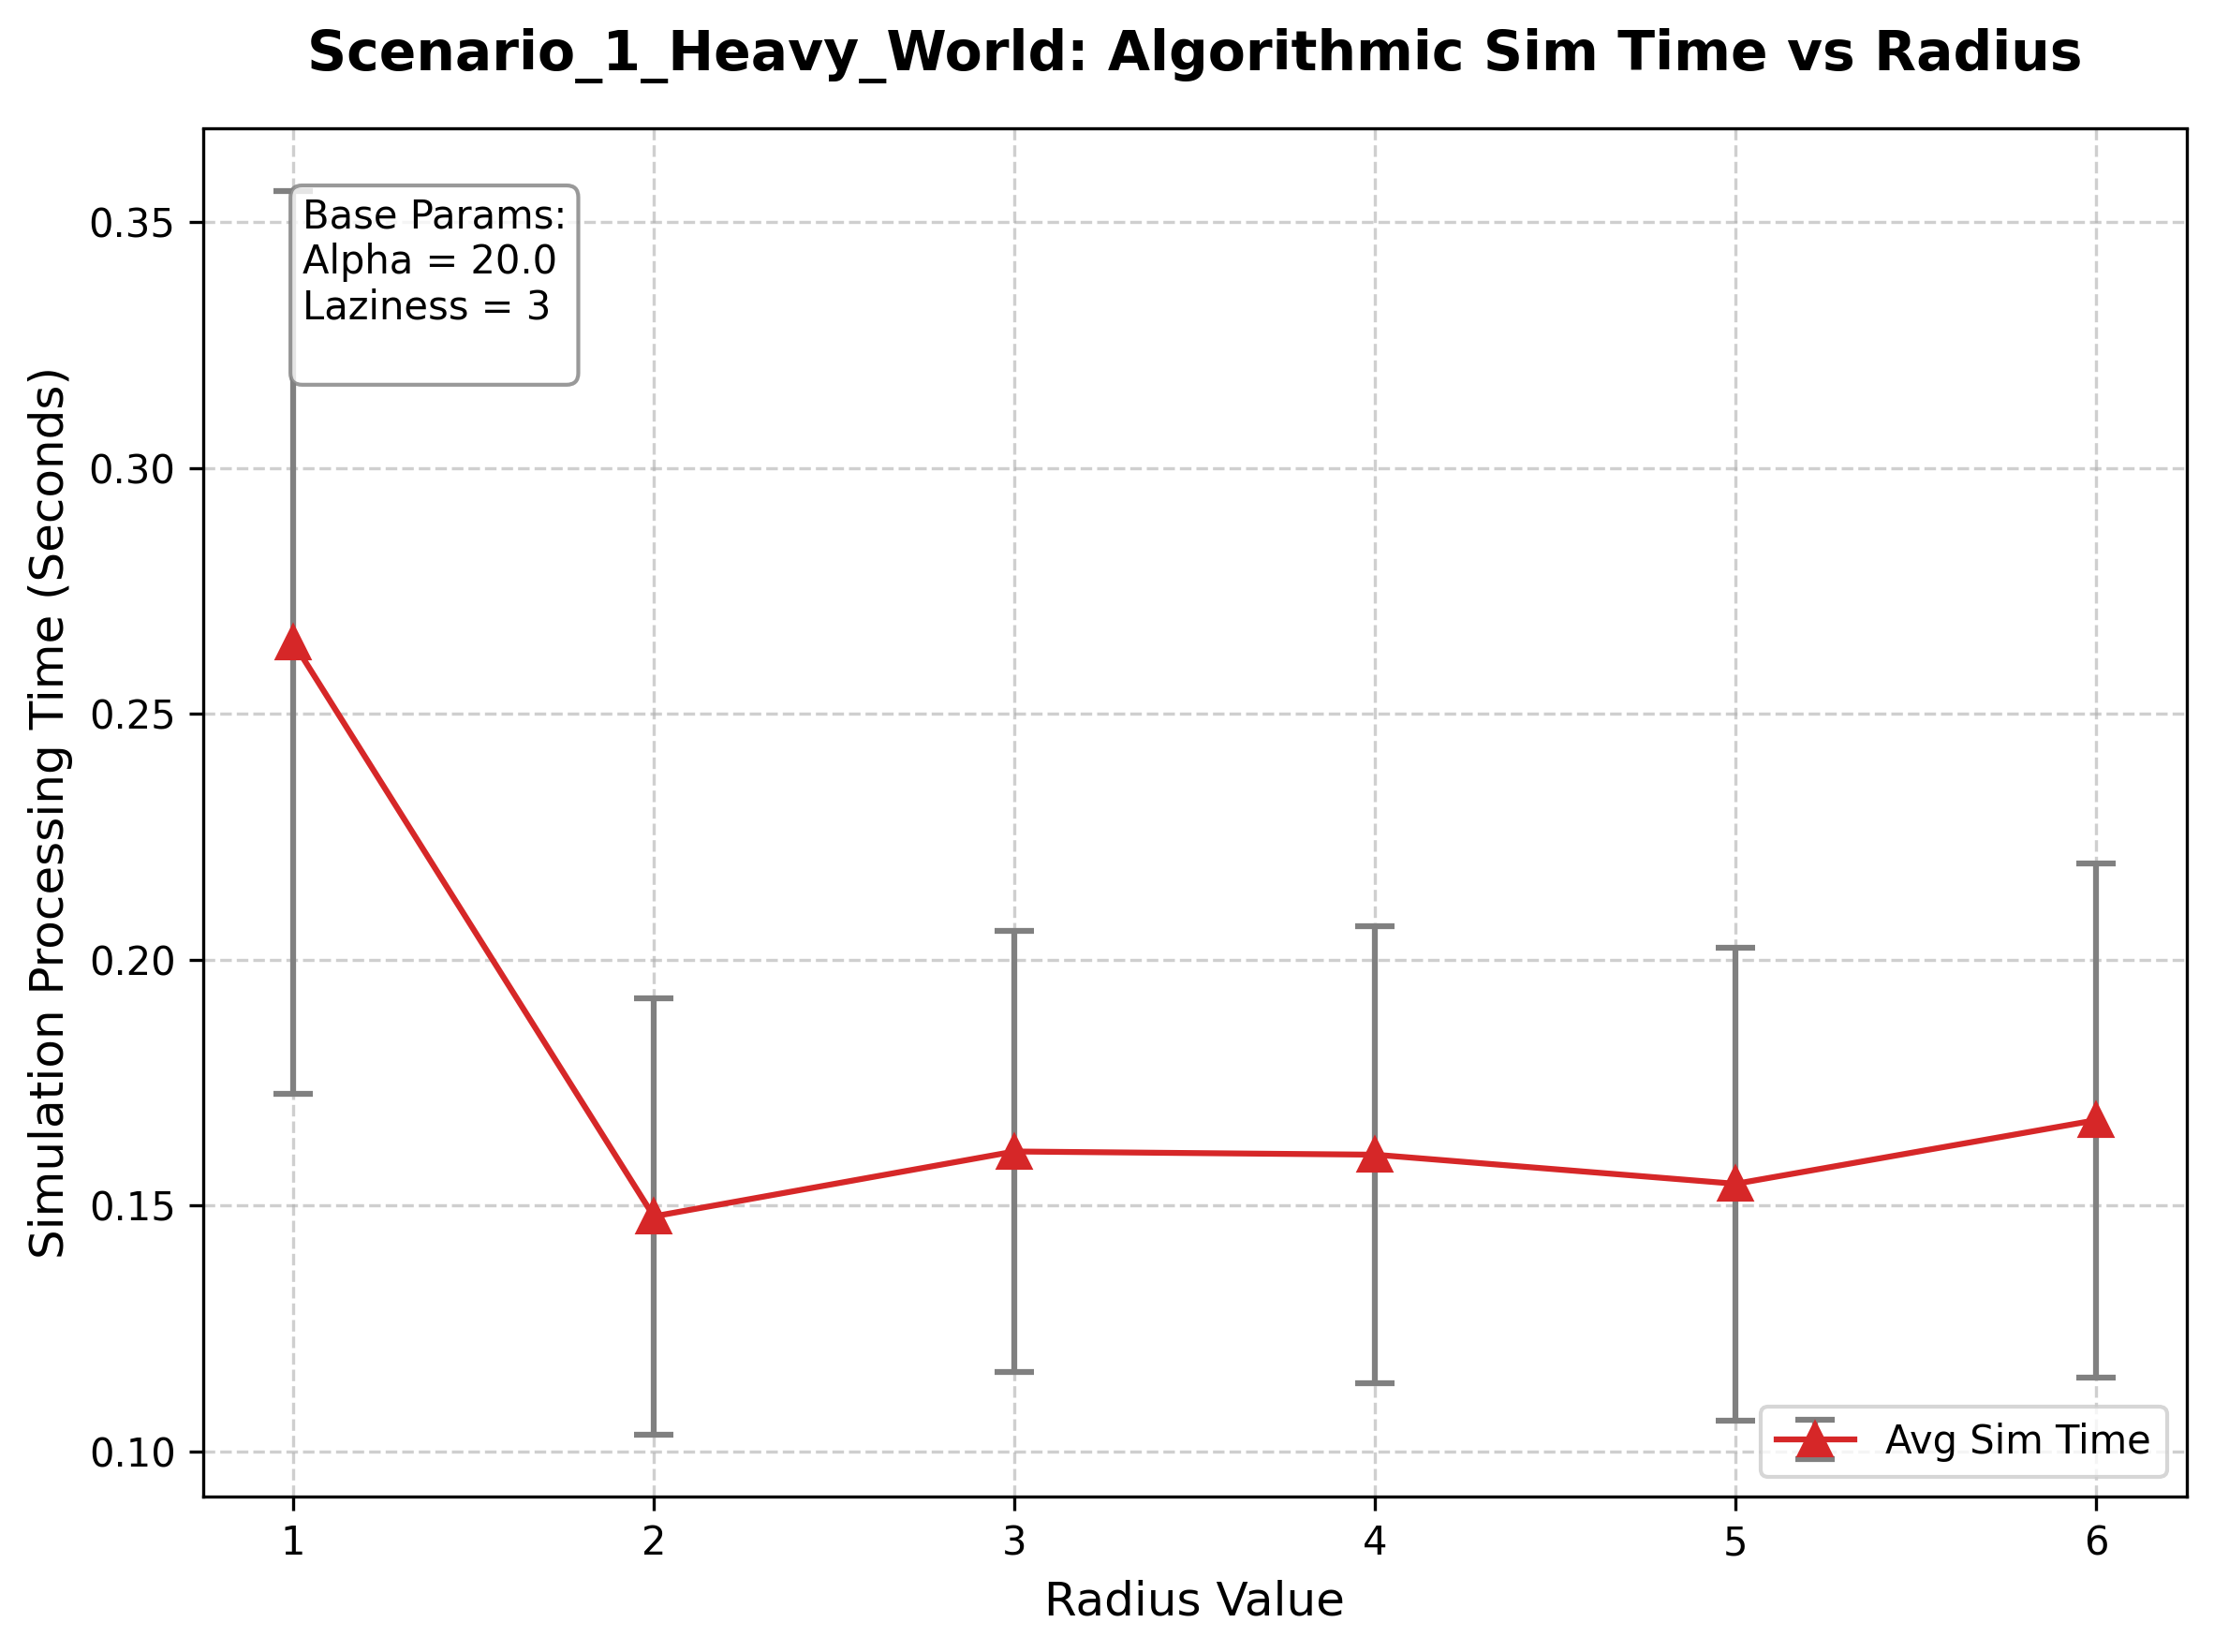 Scenario_1_Heavy_World: Algorithmic Sim Time vs Radius
Simulation Processing Time (Seconds)
0.35
0.30
0.25
0.20
0.15
0.10
Base Params:
Alpha = 20.0
Laziness = 3
Avg Sim Time
1
2
3
4
5
6
Radius Value